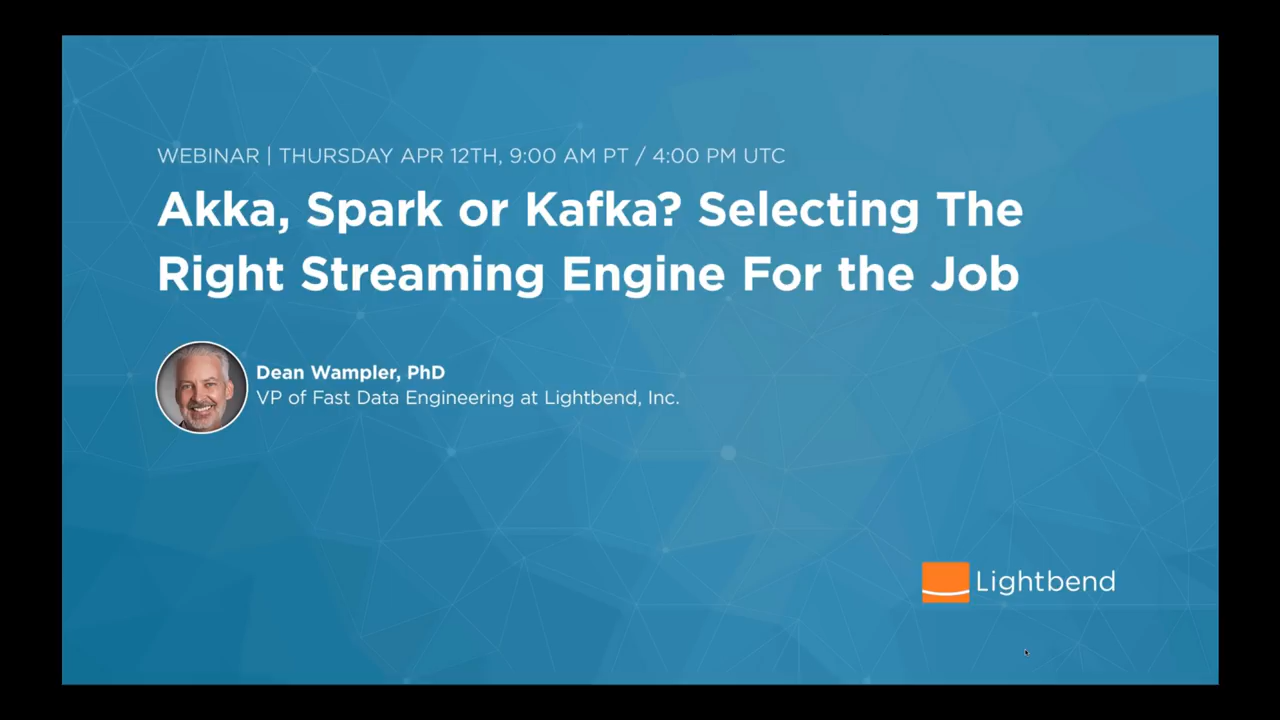 WEBINAR | THURSDAY APR 12TH, 9:00 AM PT / 4:00 PM UTC
Akka, Spark or Kafka? Selecting The
Right Streaming Engine For the Job
Dean Wampler, PhD
VP of Fast Data Engineering at Lightbend, Inc.
Lightbend